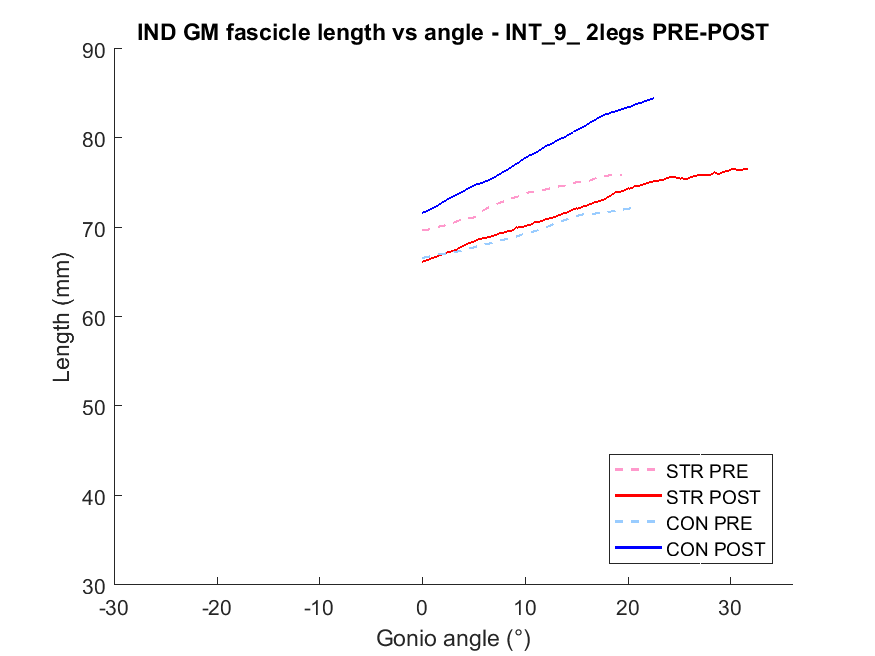 IND GM fascicle length vs angle - INT_9_ 2legs PRE-POST
90
80
70
60
50
40
30
Length (mm)
-30
-20
-10
0
10
20
30
Gonio angle (°)
STR PRE
STR POST
CON PRE
CON POST